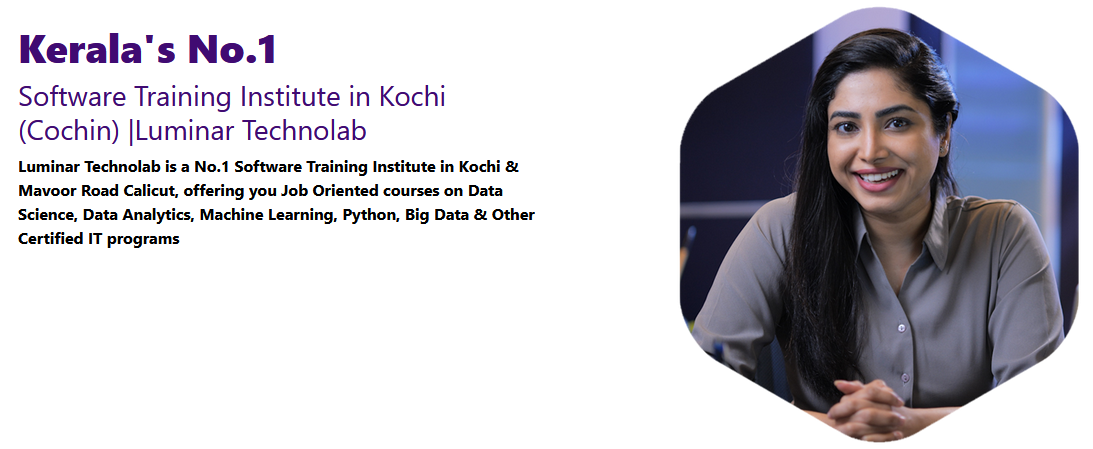 Kerala's No.1
Software Training Institute in Kochi
(Cochin) |Luminar Technolab
Luminar Technolab is a No.1 Software Training Institute in Kochi &
Mavoor Road Calicut, offering you Job Oriented courses on Data
Science, Data Analytics, Machine Learning, Python, Big Data & Other
Certified IT programs